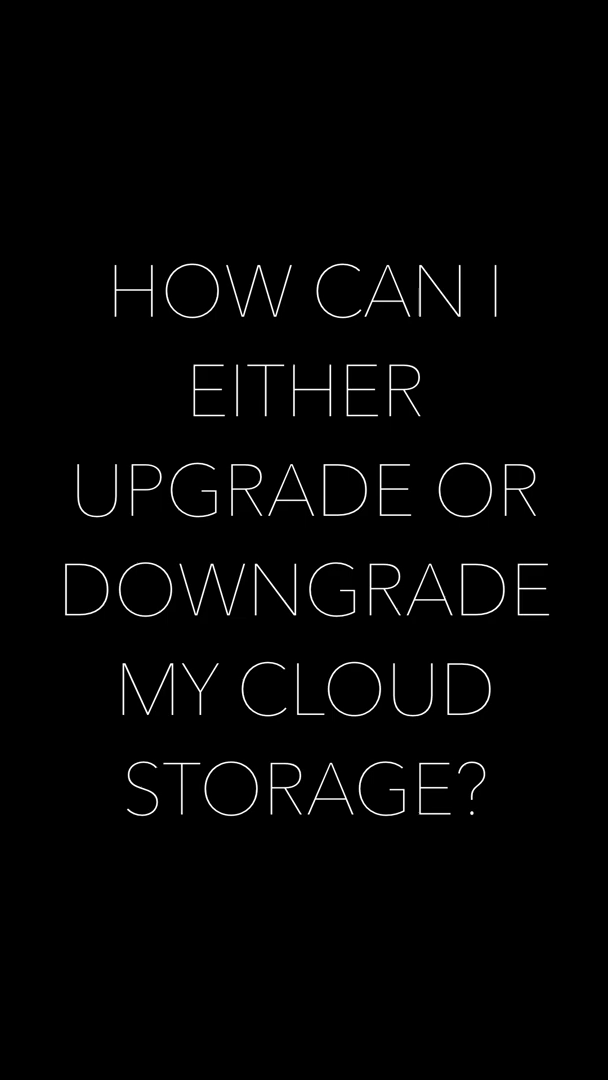 HOW CAN I
EITHER
UPGRADE OR
DOWNGRADE
MY CLOUD
STORAGE?